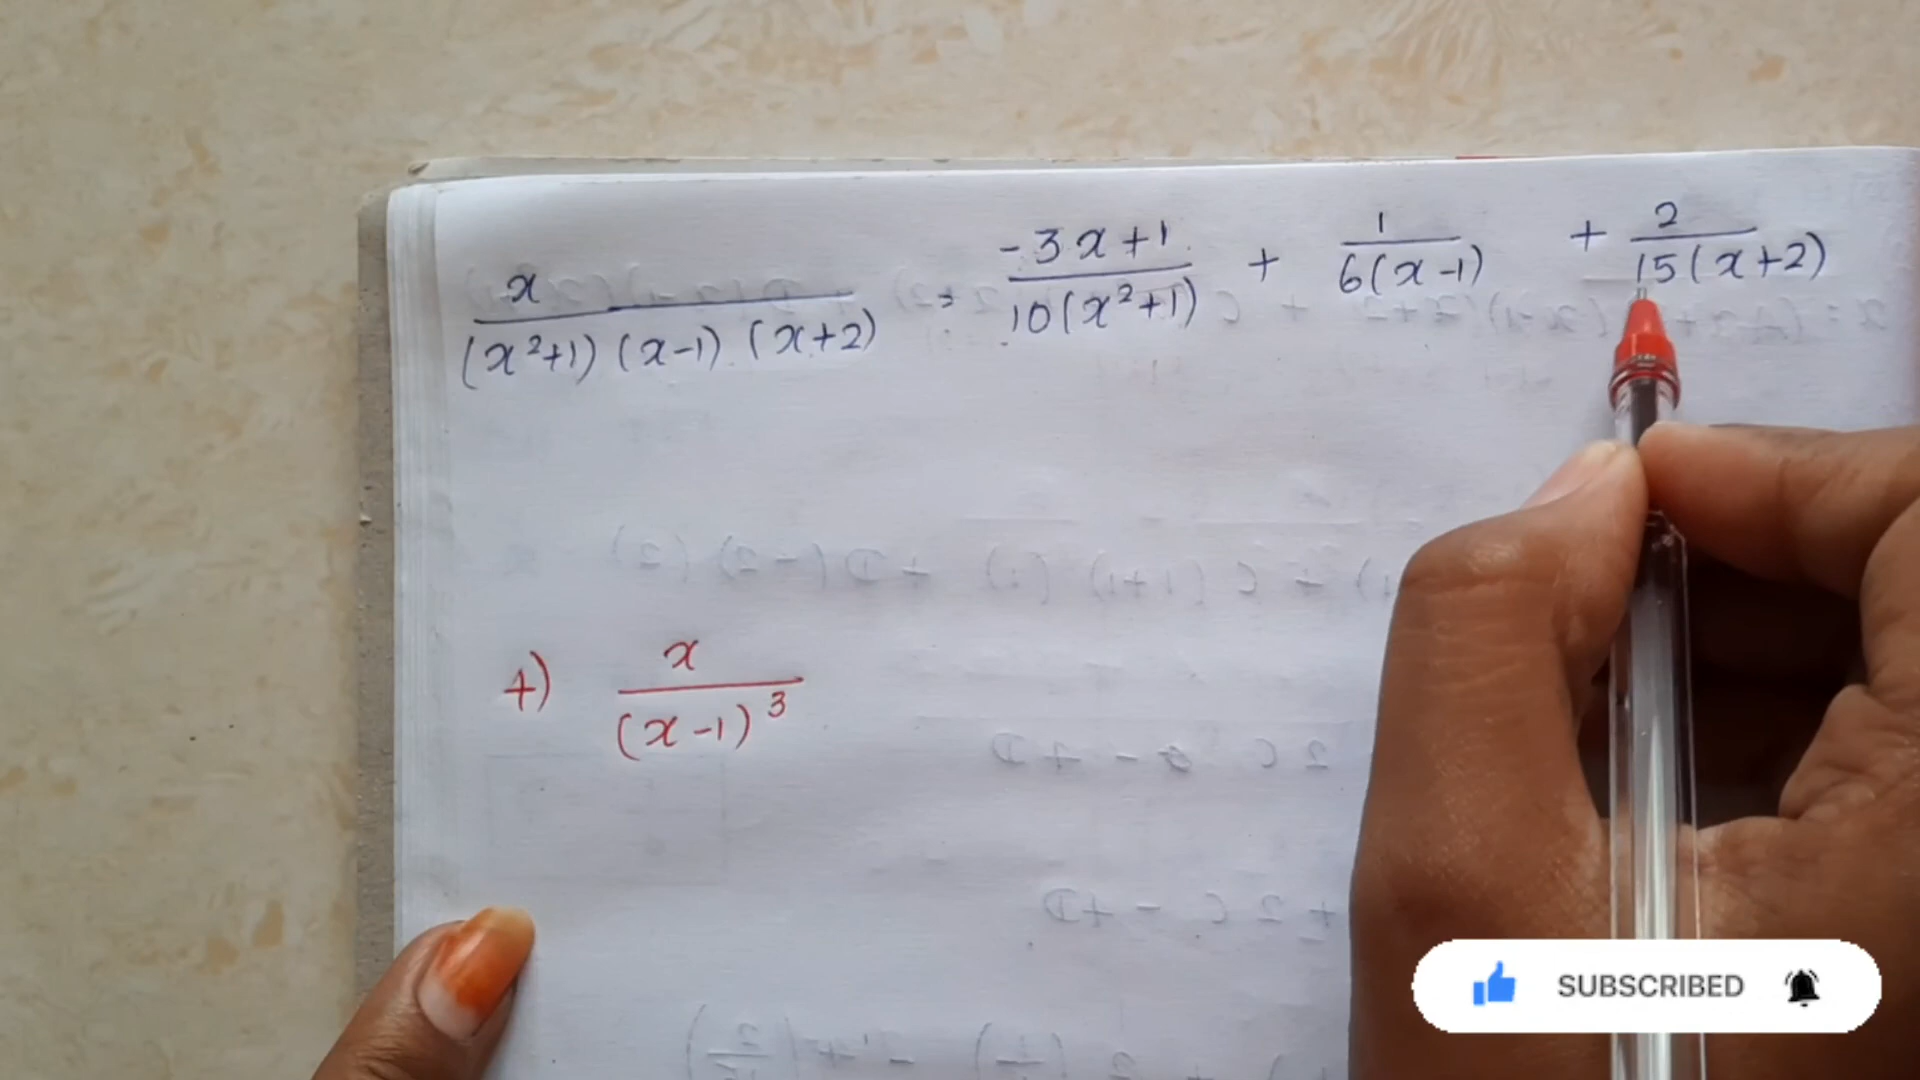 x/((x²+1)(x-1)(x+2)) = (-3x+1)/(10(x²+1)) + 1/(6(x-1)) + 2/(15(x+2))
4) x/(x-1)³
SUBSCRIBED